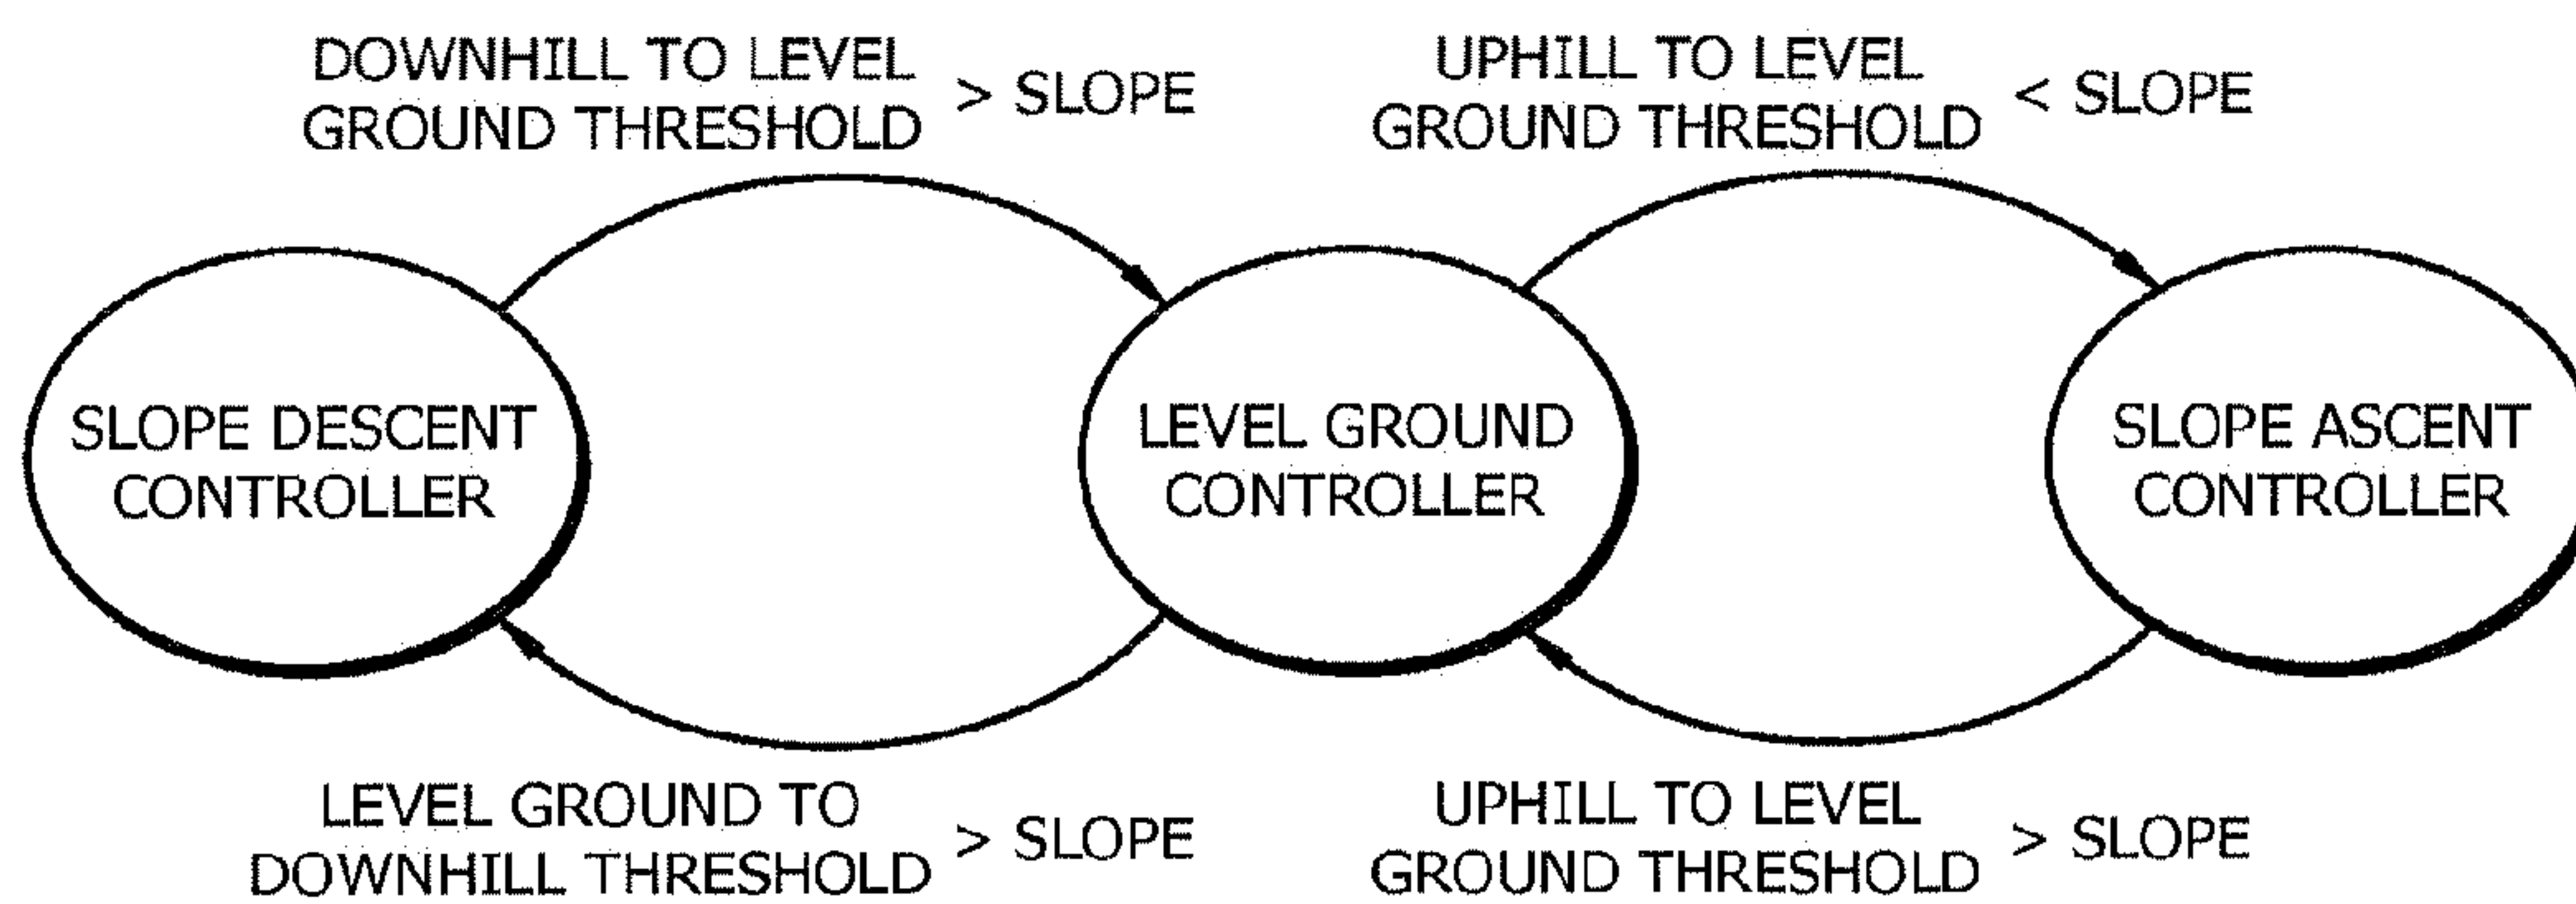 DOWNHILL TO LEVEL
GROUND THRESHOLD > SLOPE
UPHILL TO LEVEL
GROUND THRESHOLD < SLOPE
SLOPE DESCENT
CONTROLLER
LEVEL GROUND
CONTROLLER
SLOPE ASCENT
CONTROLLER
LEVEL GROUND TO
DOWNHILL THRESHOLD > SLOPE
UPHILL TO LEVEL
GROUND THRESHOLD > SLOPE